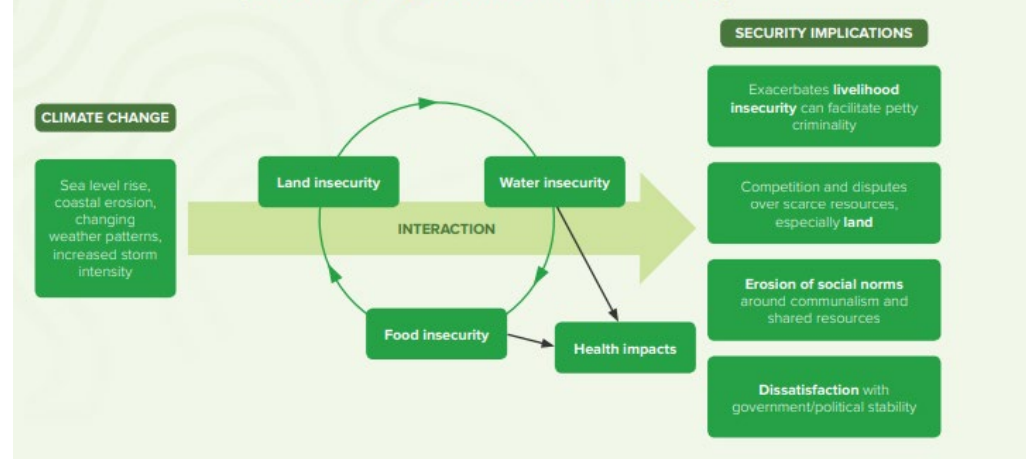 CLIMATE CHANGE
Sea level rise,
coastal erosion,
changing
weather patterns,
increased storm
intensity
Land insecurity
Water insecurity
INTERACTION
Food insecurity
Health impacts
SECURITY IMPLICATIONS
Exacerbates livelihood
insecurity can facilitate petty
criminality
Competition and disputes
over scarce resources,
especially land
Erosion of social norms
around communalism and
shared resources
Dissatisfaction with
government/political stability